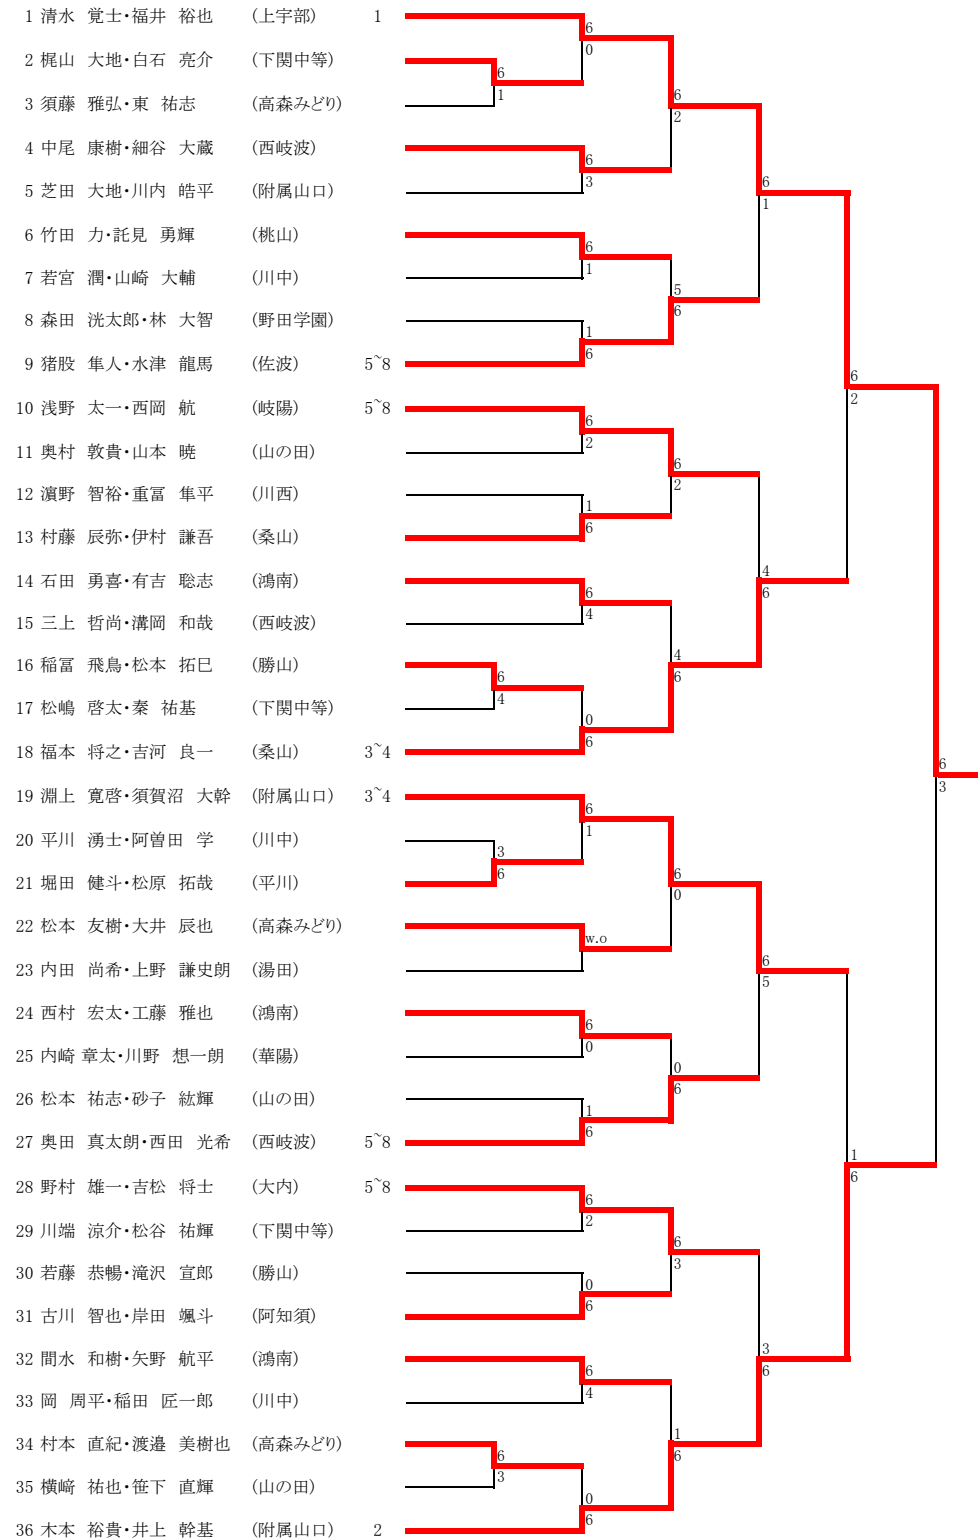 1 清水 覚士・福井 裕也 (上宇部) 1
6
0
2 梶山 大地・白石 亮介 (下関中等)
6
1
3 須藤 雅弘・東 祐志 (高森みどり)
6
2
4 中尾 康樹・細谷 大蔵 (西岐波)
6
3
5 芝田 大地・川内 皓平 (附属山口)
6
1
6 竹田 力・託見 勇輝 (桃山)
6
1
7 若宮 潤・山崎 大輔 (川中)
5
6
8 森田 洸太郎・林 大智 (野田学園)
1
6
9 猪股 隼人・水津 龍馬 (佐波) 5~8
6
2
10 浅野 太一・西岡 航 (岐陽) 5~8
6
2
11 奥村 敦貴・山本 暁 (山の田)
6
2
12 濵野 智裕・重冨 隼平 (川西)
1
6
13 村藤 辰弥・伊村 謙吾 (桑山)
4
6
14 石田 勇喜・有吉 聡志 (鴻南)
6
4
15 三上 哲尚・溝岡 和哉 (西岐波)
4
6
16 稲冨 飛鳥・松本 拓巳 (勝山)
6
4
17 松嶋 啓太・秦 祐基 (下関中等)
0
6
18 福本 将之・吉河 良一 (桑山) 3~4
6
3
19 淵上 寛啓・須賀沼 大幹 (附属山口) 3~4
6
1
20 平川 湧士・阿曽田 学 (川中)
3
6
21 堀田 健斗・松原 拓哉 (平川)
6
0
22 松本 友樹・大井 辰也 (高森みどり)
w.o
23 内田 尚希・上野 謙史朗 (湯田)
6
5
24 西村 宏太・工藤 雅也 (鴻南)
6
0
25 内崎 章太・川野 想一朗 (華陽)
0
6
26 松本 祐志・砂子 紘輝 (山の田)
1
6
27 奥田 真太朗・西田 光希 (西岐波) 5~8
1
6
28 野村 雄一・吉松 将士 (大内) 5~8
6
2
29 川端 涼介・松谷 祐輝 (下関中等)
6
3
30 若藤 恭暢・滝沢 宣郎 (勝山)
0
6
31 古川 智也・岸田 颯斗 (阿知須)
3
6
32 間水 和樹・矢野 航平 (鴻南)
6
4
33 岡 周平・稲田 匠一郎 (川中)
1
6
34 村本 直紀・渡邉 美樹也 (高森みどり)
6
3
35 横﨑 祐也・笹下 直輝 (山の田)
0
6
36 木本 裕貴・井上 幹基 (附属山口) 2